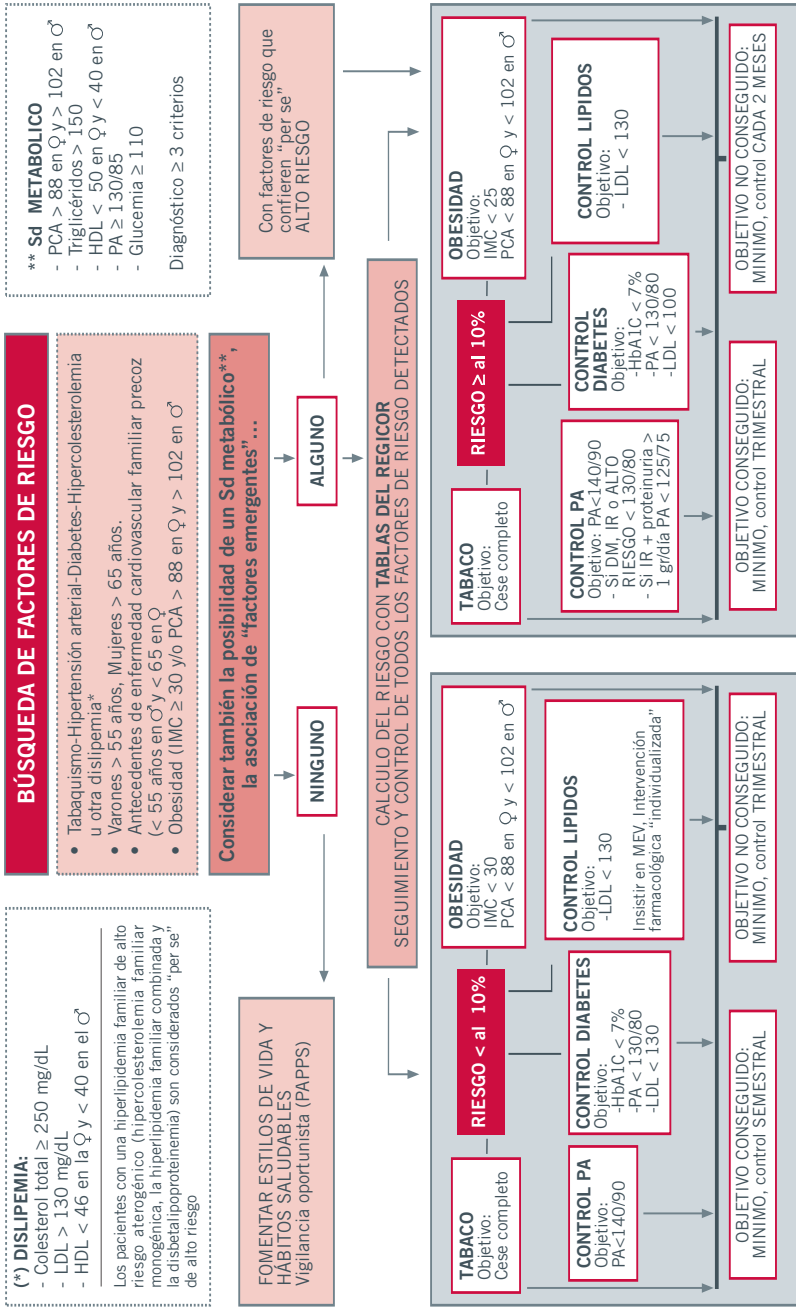 BÚSQUEDA DE FACTORES DE RIESGO
• Tabaquismo-Hipertensión arterial-Diabetes-Hipercolesterolemia
u otra dislipemia*
• Varones > 55 años, Mujeres > 65 años.
• Antecedentes de enfermedad cardiovascular familiar precoz
(< 55 años en ♂ y < 65 en ♀
• Obesidad (IMC ≥ 30 y/o PCA > 88 en ♀ y > 102 en ♂
(*) DISLIPEMIA:
- Colesterol total ≥ 250 mg/dL
- LDL > 130 mg/dL
- HDL < 46 en la ♀ y < 40 en el ♂
Los pacientes con una hiperlipidemia familiar de alto
riesgo aterogénico (hipercolesterolemia familiar
monogénica, la hiperlipidemia familiar combinada y
la disbetalipoproteinemia) son considerados “per se”
de alto riesgo
** Sd METABOLICO
- PCA > 88 en ♀ y > 102 en ♂
- Triglicéridos > 150
- HDL < 50 en ♀ y < 40 en ♂
- PA ≥ 130/85
- Glucemia ≥ 110
Diagnóstico ≥ 3 criterios
Considerar también la posibilidad de un Sd metabólico**,
la asociación de “factores emergentes”...
NINGUNO
ALGUNO
FOMENTAR ESTILOS DE VIDA Y
HÁBITOS SALUDABLES
Vigilancia oportunista (PAPPS)
Con factores de riesgo que
confieren “per se”
ALTO RIESGO
CALCULO DEL RIESGO CON TABLAS DEL REGICOR
SEGUIMIENTO Y CONTROL DE TODOS LOS FACTORES DE RIESGO DETECTADOS
RIESGO < al 10%
TABACO
Objetivo:
Cese completo
OBESIDAD
Objetivo:
IMC < 30
PCA < 88 en ♀ y < 102 en ♂
CONTROL PA
Objetivo:
PA<140/90
CONTROL DIABETES
Objetivo:
-HbA1C < 7%
-PA < 130/80
-LDL < 130
CONTROL LIPIDOS
Objetivo:
-LDL < 130
Insistir en MEV, Intervención
farmacológica “individualizada”
OBJETIVO CONSEGUIDO:
MINIMO, control SEMESTRAL
OBJETIVO NO CONSEGUIDO:
MINIMO, control TRIMESTRAL
RIESGO ≥ al 10%
TABACO
Objetivo:
Cese completo
OBESIDAD
Objetivo:
IMC < 25
PCA < 88 en ♀ y < 102 en ♂
CONTROL PA
Objetivo: PA<140/90
- Si DM, IR o ALTO
RIESGO < 130/80
- Si IR + proteinuria >
1 gr/día PA < 125/75
CONTROL
DIABETES
Objetivo:
-HbA1C < 7%
-PA < 130/80
-LDL < 100
CONTROL LIPIDOS
Objetivo:
- LDL < 130
OBJETIVO CONSEGUIDO:
MINIMO, control TRIMESTRAL
OBJETIVO NO CONSEGUIDO:
MINIMO, control CADA 2 MESES